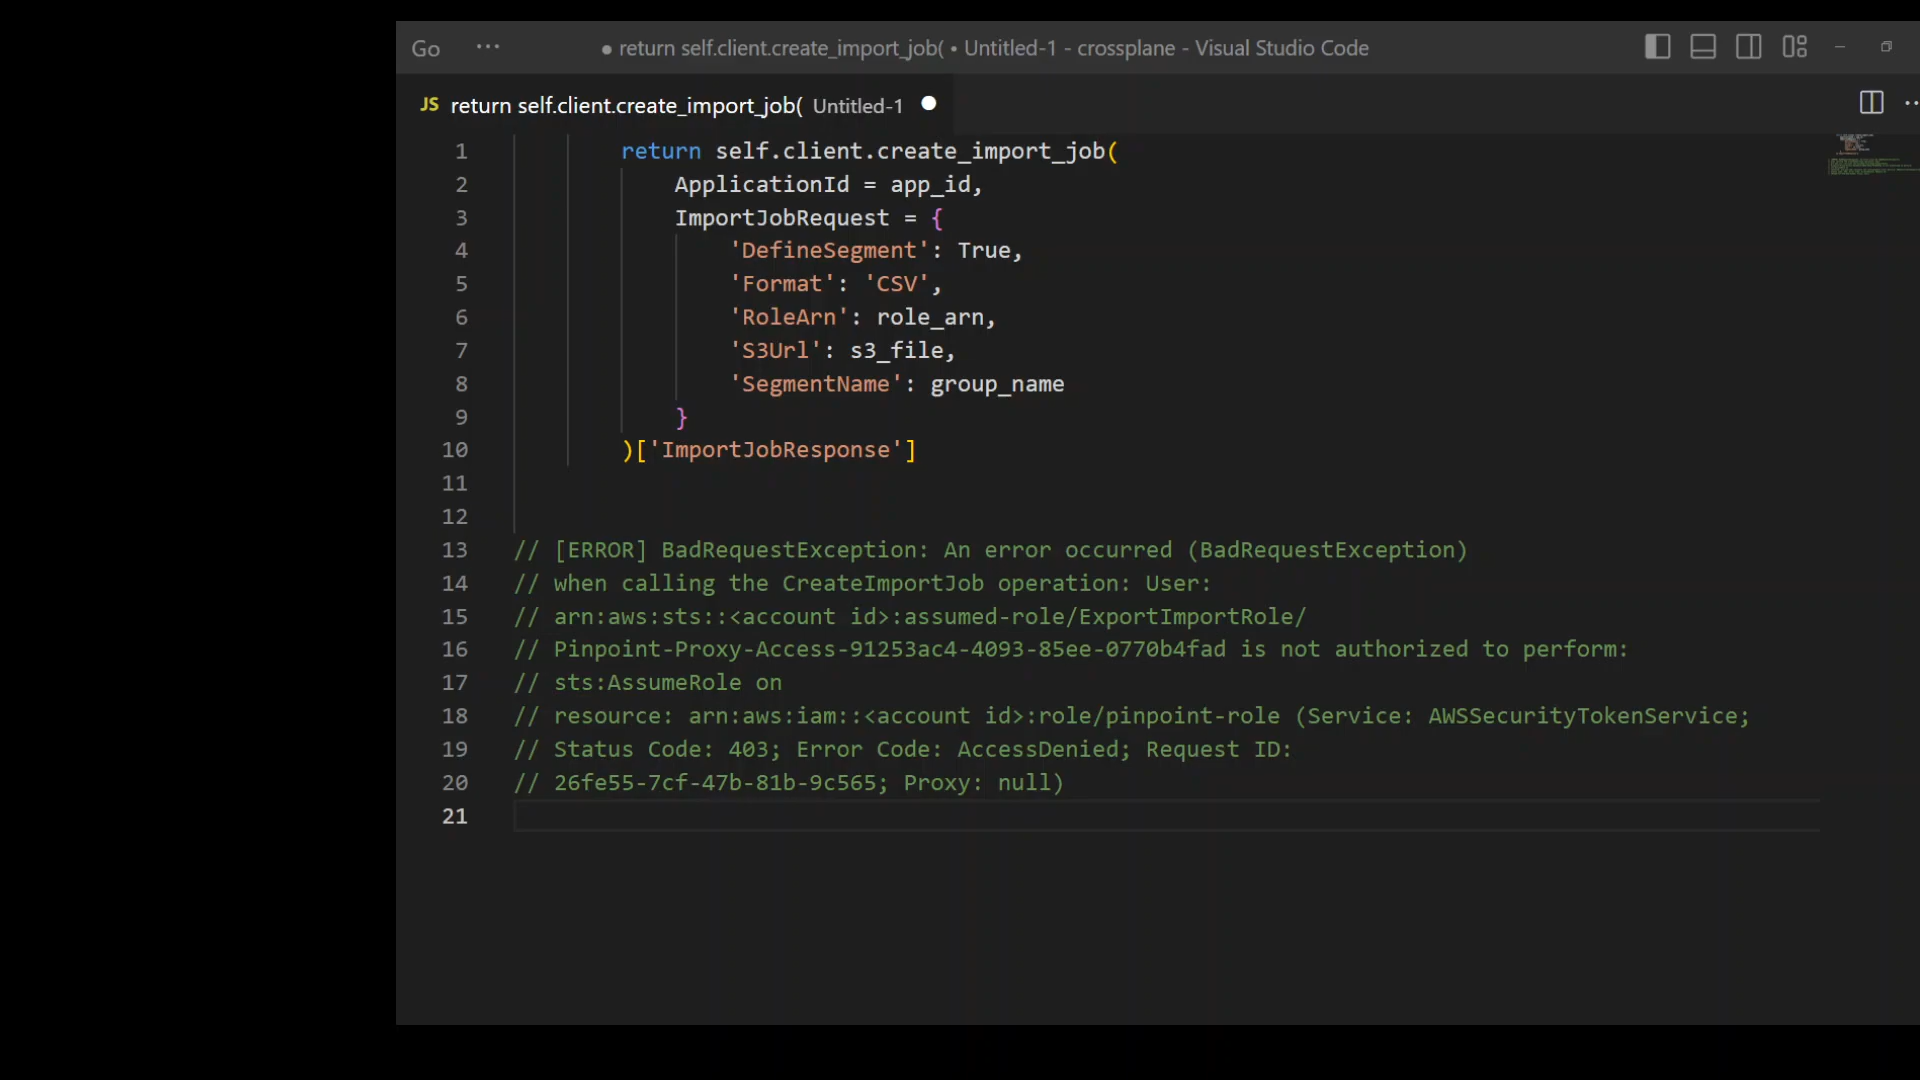 Go ··· ● return self.client.create_import_job( • Untitled-1 - crossplane - Visual Studio Code
JS return self.client.create_import_job( Untitled-1
1 return self.client.create_import_job(
2 ApplicationId = app_id,
3 ImportJobRequest = {
4 'DefineSegment': True,
5 'Format': 'CSV',
6 'RoleArn': role_arn,
7 'S3Url': s3_file,
8 'SegmentName': group_name
9 }
10 )['ImportJobResponse']
11
12
13 // [ERROR] BadRequestException: An error occurred (BadRequestException)
14 // when calling the CreateImportJob operation: User:
15 // arn:aws:sts::<account id>:assumed-role/ExportImportRole/
16 // Pinpoint-Proxy-Access-91253ac4-4093-85ee-0770b4fad is not authorized to perform:
17 // sts:AssumeRole on
18 // resource: arn:aws:iam::<account id>:role/pinpoint-role (Service: AWSSecurityTokenService;
19 // Status Code: 403; Error Code: AccessDenied; Request ID:
20 // 26fe55-7cf-47b-81b-9c565; Proxy: null)
21